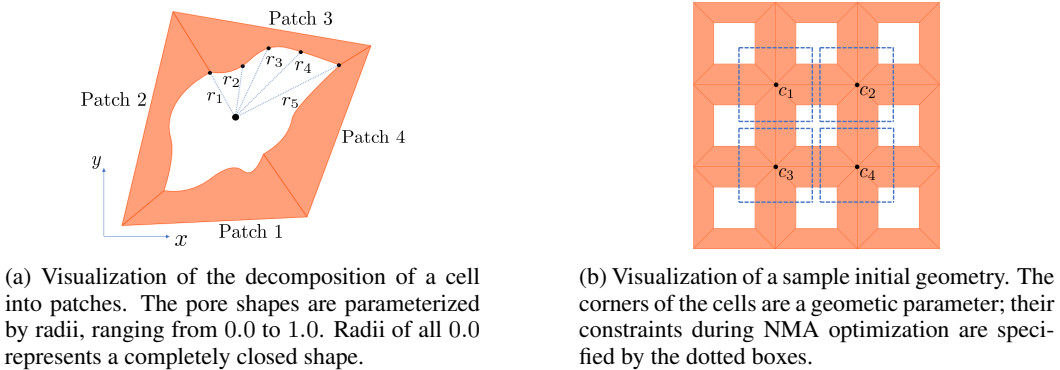 Patch 3
r₁
r₂
r₃
r₄
r₅
Patch 2
Patch 4
y
x
Patch 1
(a) Visualization of the decomposition of a cell
into patches. The pore shapes are parameterized
by radii, ranging from 0.0 to 1.0. Radii of all 0.0
represents a completely closed shape.
c₁
c₂
c₃
c₄
(b) Visualization of a sample initial geometry. The
corners of the cells are a geometic parameter; their
constraints during NMA optimization are speci-
fied by the dotted boxes.